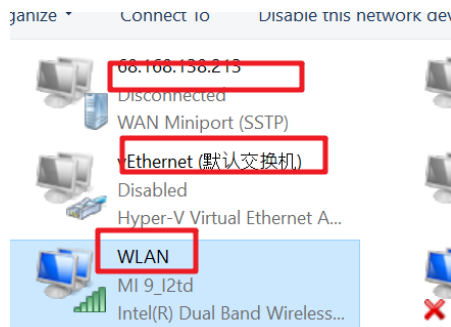 ganize Connect To Disable this network dev
68.168.138.213
Disconnected
WAN Miniport (SSTP)
vEthernet (默认交换机)
Disabled
Hyper-V Virtual Ethernet A...
WLAN
MI 9_l2td
Intel(R) Dual Band Wireless...